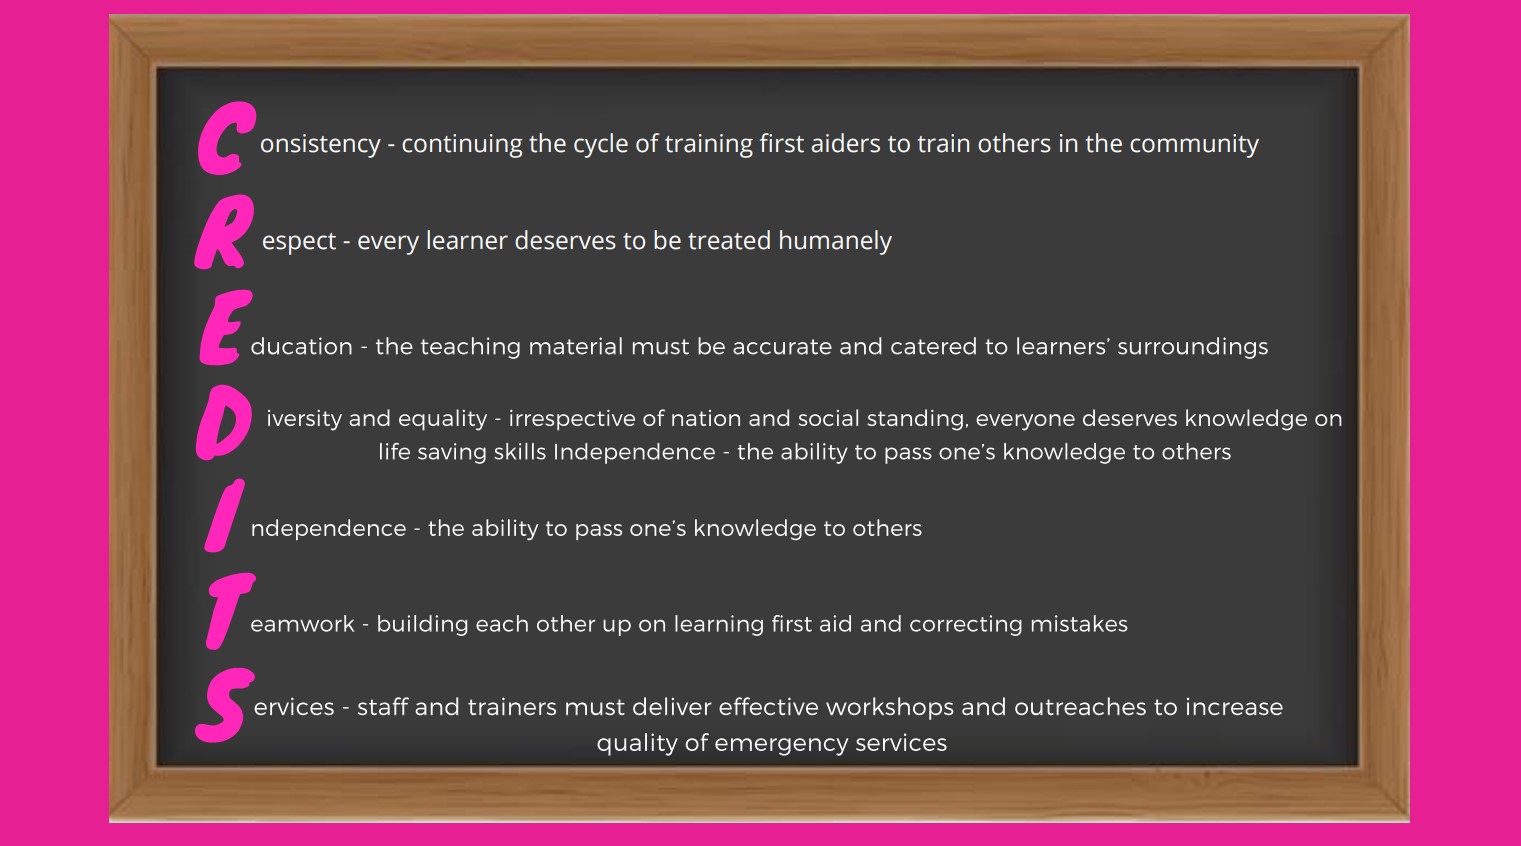 Consistency - continuing the cycle of training first aiders to train others in the community
Respect - every learner deserves to be treated humanely
Education - the teaching material must be accurate and catered to learners’ surroundings
Diversity and equality - irrespective of nation and social standing, everyone deserves knowledge on
life saving skills Independence - the ability to pass one’s knowledge to others
Independence - the ability to pass one’s knowledge to others
Teamwork - building each other up on learning first aid and correcting mistakes
Services - staff and trainers must deliver effective workshops and outreaches to increase
quality of emergency services